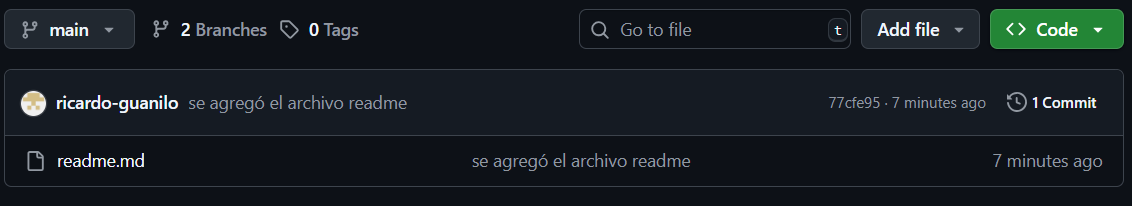 main 2 Branches 0 Tags Go to file t Add file Code
ricardo-guanilo se agregó el archivo readme 77cfe95 · 7 minutes ago 1 Commit
readme.md se agregó el archivo readme 7 minutes ago